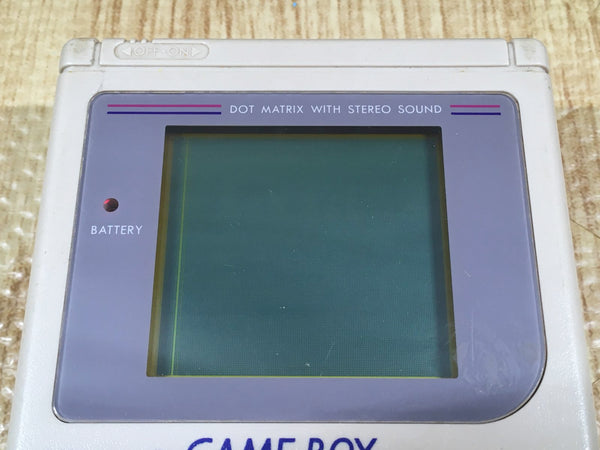 ◁OFF•ON▷
DOT MATRIX WITH STEREO SOUND
BATTERY
GAME BOY